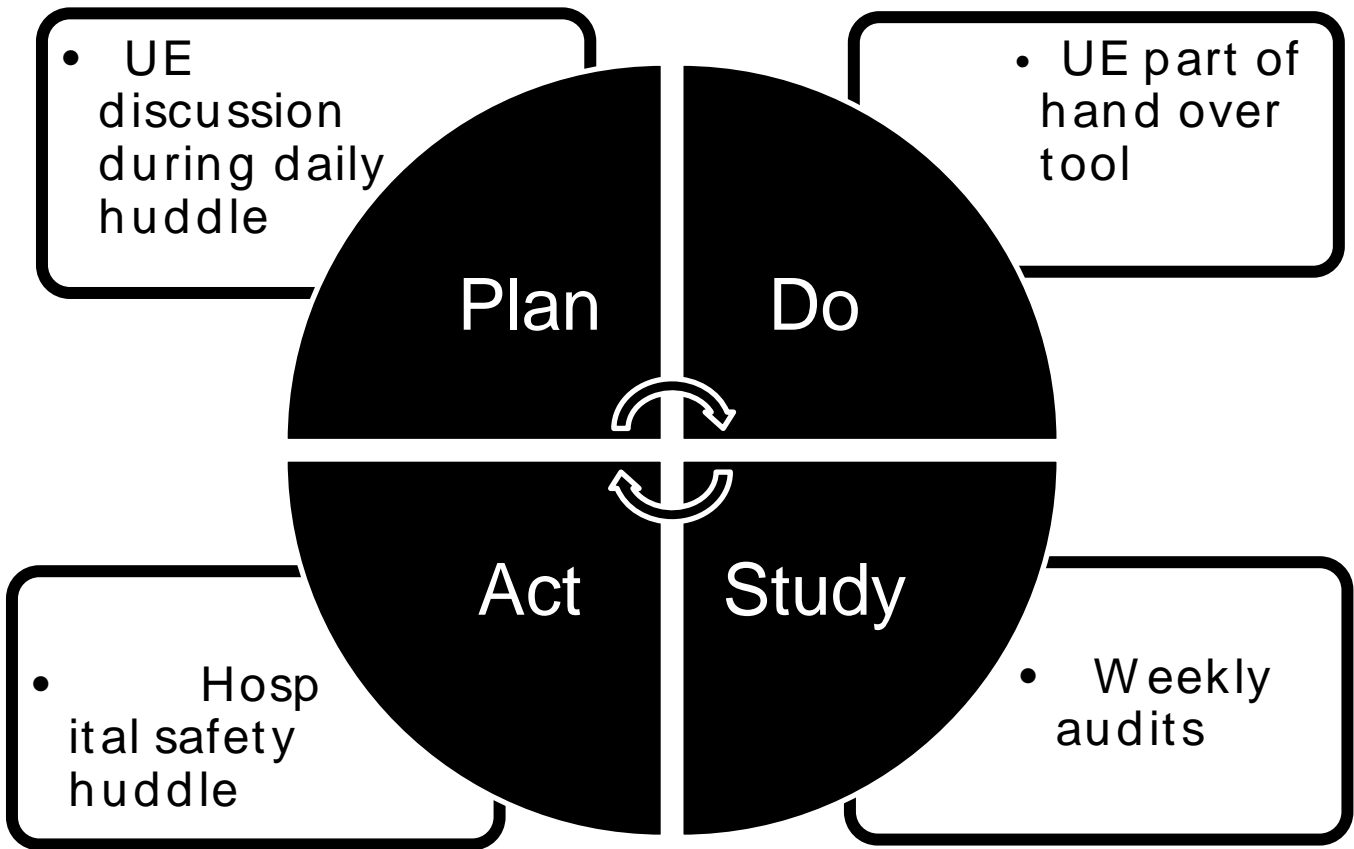 • UE
discussion
during daily
huddle
• UE part of
hand over
tool
Plan
Do
Act
Study
• Hosp
ital safety
huddle
• Weekly
audits